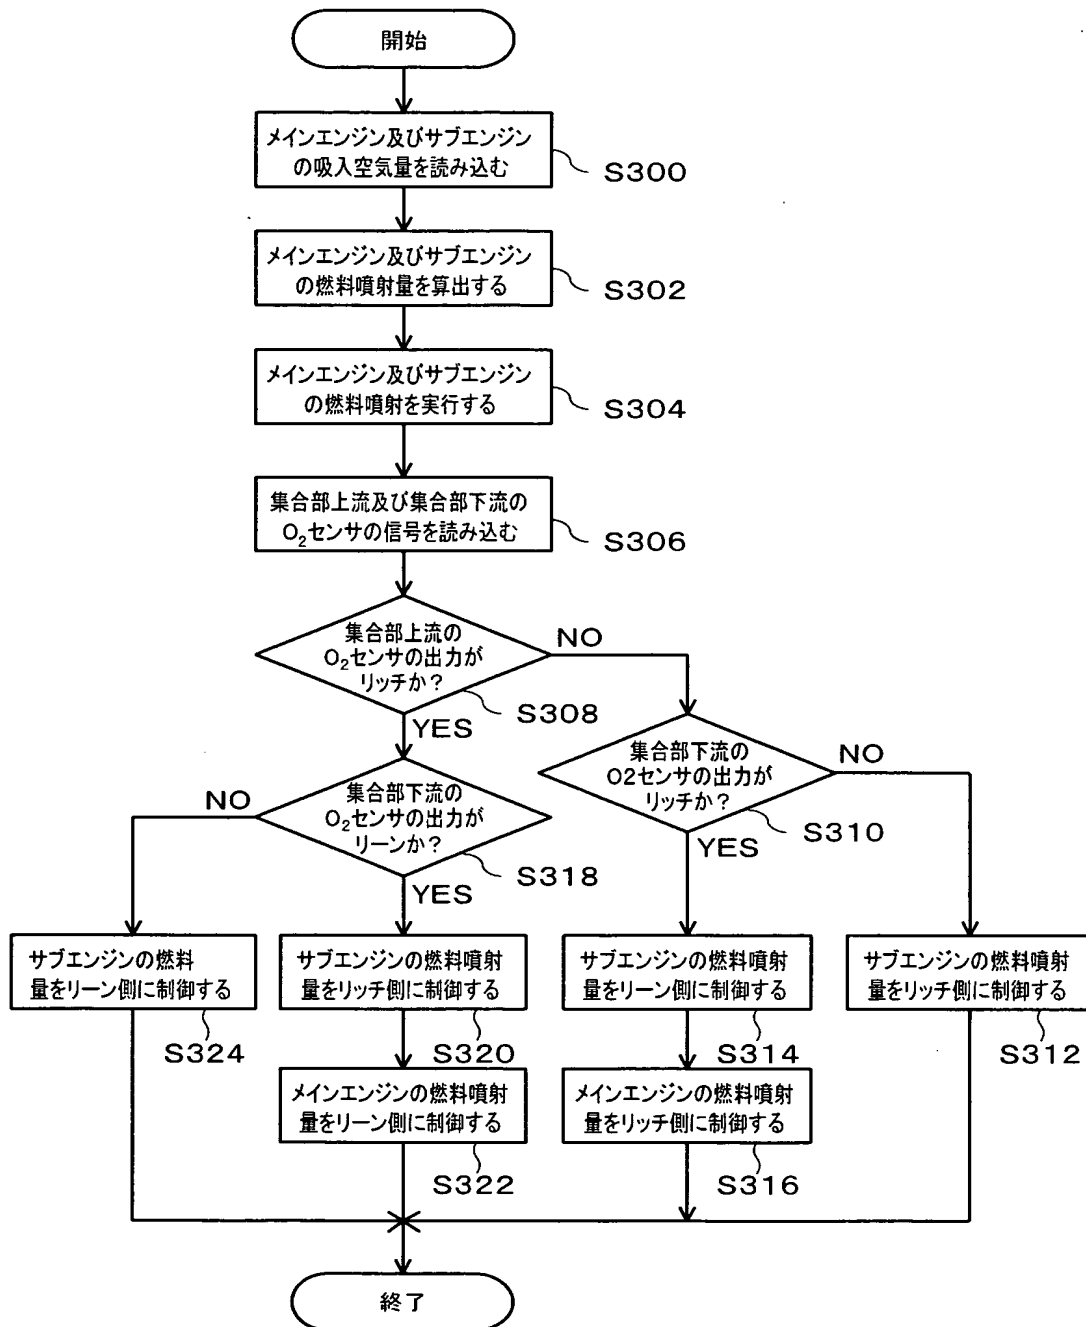 開始
メインエンジン及びサブエンジン
の吸入空気量を読み込む
S300
メインエンジン及びサブエンジン
の燃料噴射量を算出する
S302
メインエンジン及びサブエンジン
の燃料噴射を実行する
S304
集合部上流及び集合部下流の
O₂センサの信号を読み込む
S306
集合部上流の
O₂センサの出力が
リッチか？
NO
S308
YES
集合部下流の
O2センサの出力が
リッチか？
NO
S310
YES
集合部下流の
O₂センサの出力が
リーンか？
NO
S318
YES
サブエンジンの燃料
量をリーン側に制御する
S324
サブエンジンの燃料噴射
量をリッチ側に制御する
S320
サブエンジンの燃料噴射
量をリーン側に制御する
S314
サブエンジンの燃料噴射
量をリッチ側に制御する
S312
メインエンジンの燃料噴射
量をリーン側に制御する
S322
メインエンジンの燃料噴射
量をリッチ側に制御する
S316
終了